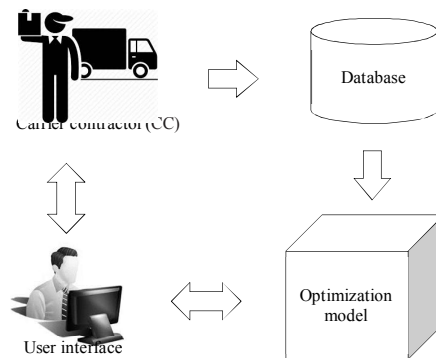 Database
Carrier contractor (CC)
Optimization
model
User interface